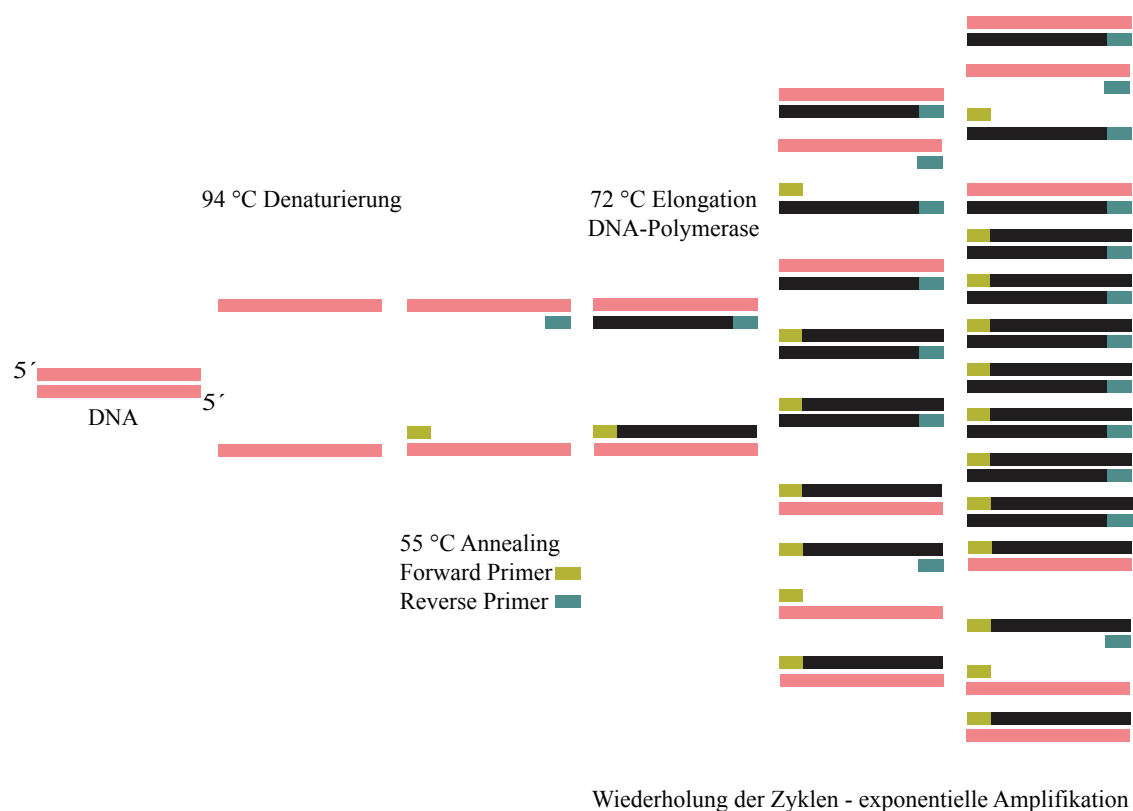 94 °C Denaturierung
72 °C Elongation
DNA-Polymerase
5´
5´
DNA
55 °C Annealing
Forward Primer
Reverse Primer
Wiederholung der Zyklen - exponentielle Amplifikation